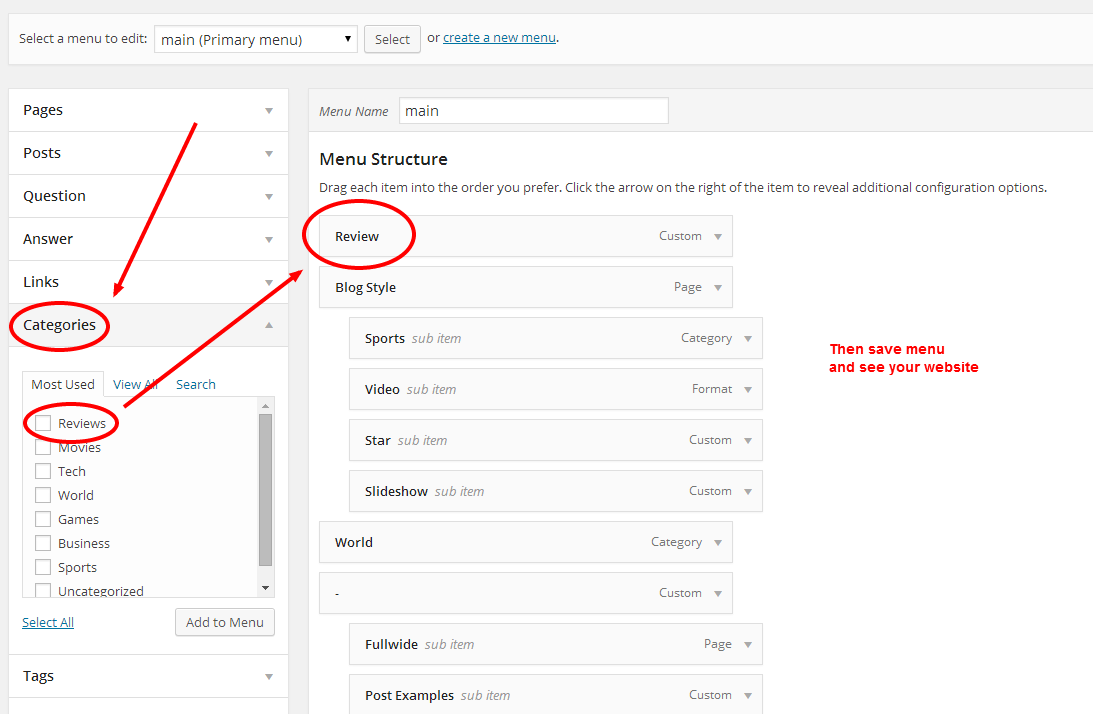 Select a menu to edit: main (Primary menu) Select or create a new menu.
Pages
Posts
Question
Answer
Links
Categories
Most Used View All Search
Reviews
Movies
Tech
World
Games
Business
Sports
Uncategorized
Select All Add to Menu
Tags
Menu Name main
Menu Structure
Drag each item into the order you prefer. Click the arrow on the right of the item to reveal additional configuration options.
Review Custom
Blog Style Page
Sports sub item Category
Video sub item Format
Star sub item Custom
Slideshow sub item Custom
World Category
- Custom
Fullwide sub item Page
Post Examples sub item Custom
Then save menu
and see your website